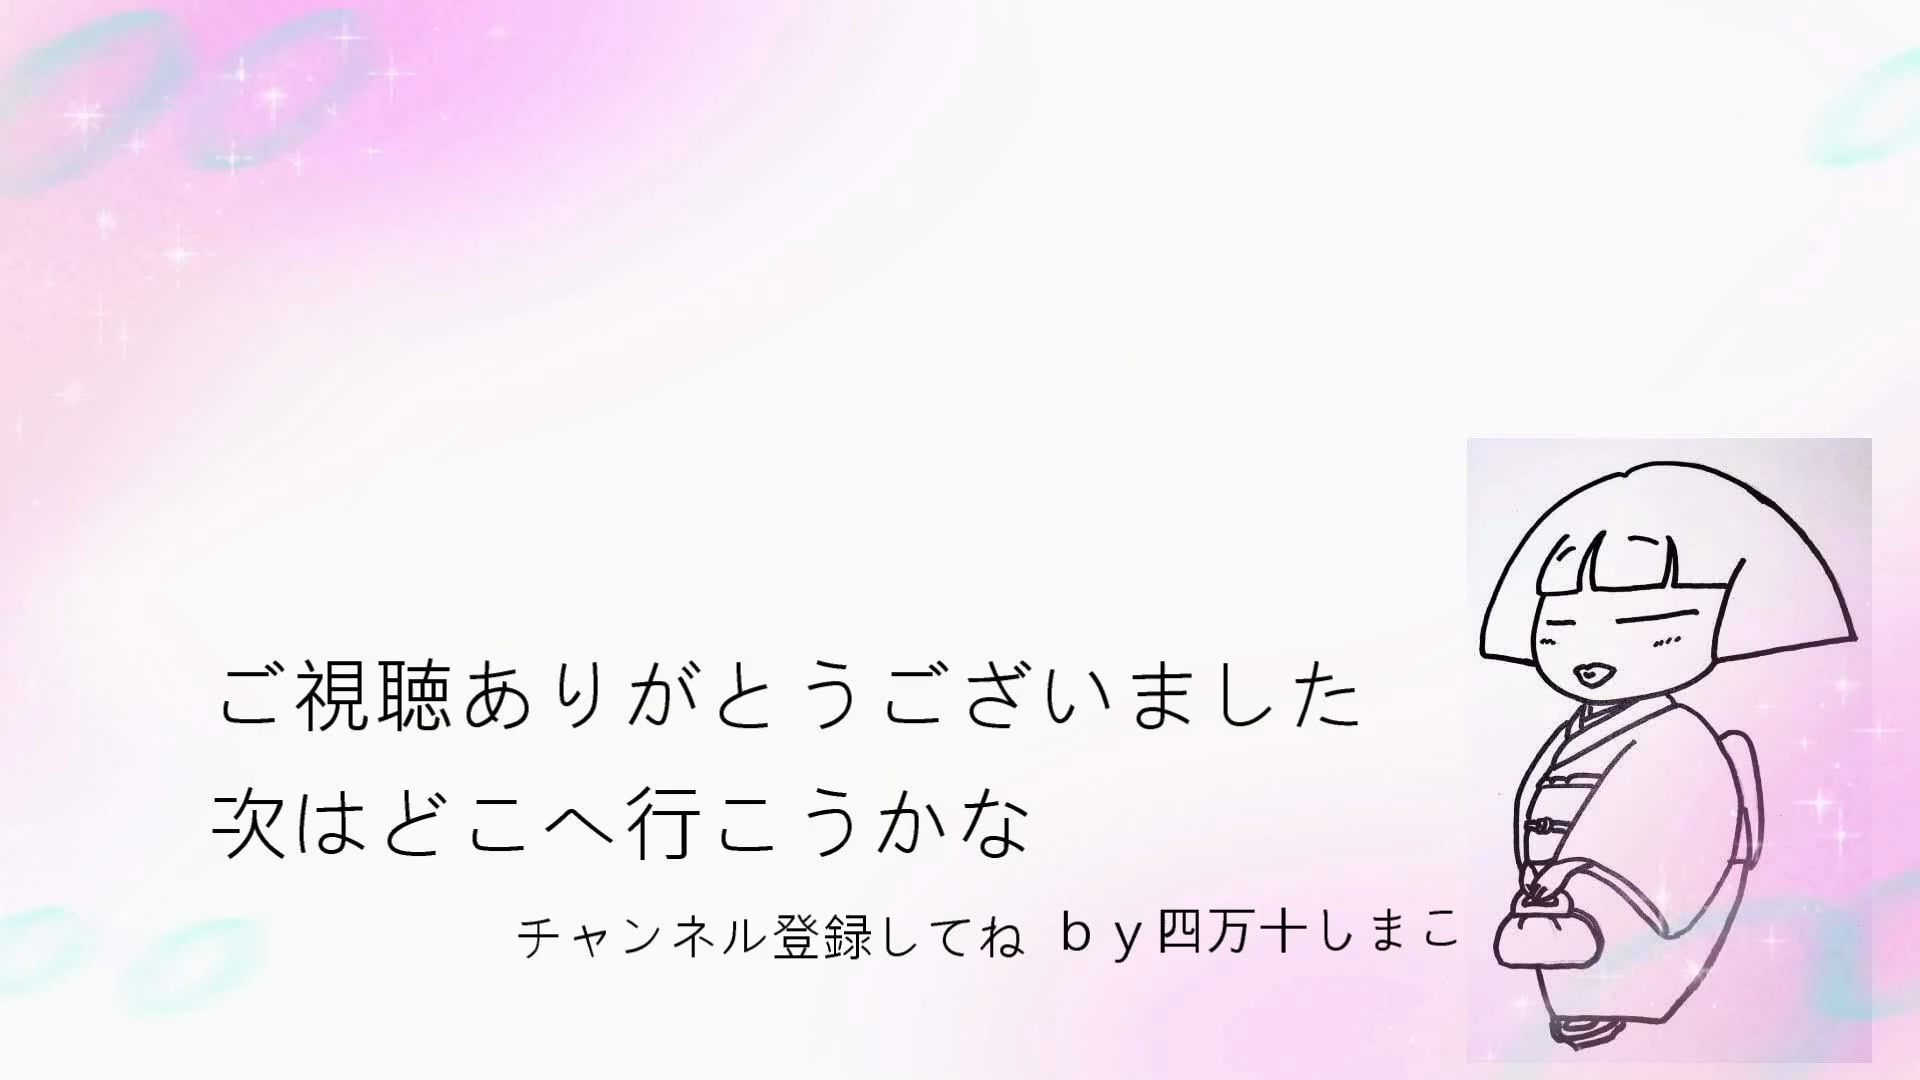 ご視聴ありがとうございました
次はどこへ行こうかな
チャンネル登録してね ｂｙ四万十しまこ